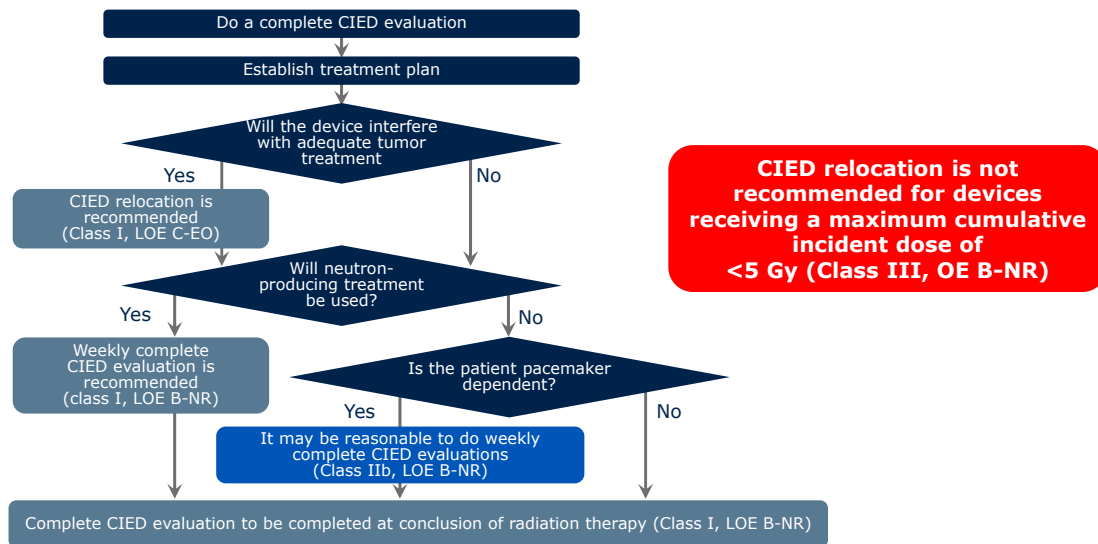 Do a complete CIED evaluation
Establish treatment plan
Will the device interfere
with adequate tumor
treatment
Yes
No
CIED relocation is
recommended
(Class I, LOE C-EO)
Will neutron-
producing treatment
be used?
Yes
No
Weekly complete
CIED evaluation is
recommended
(class I, LOE B-NR)
Is the patient pacemaker
dependent?
Yes
No
It may be reasonable to do weekly
complete CIED evaluations
(Class IIb, LOE B-NR)
Complete CIED evaluation to be completed at conclusion of radiation therapy (Class I, LOE B-NR)
CIED relocation is not
recommended for devices
receiving a maximum cumulative
incident dose of
<5 Gy (Class III, OE B-NR)